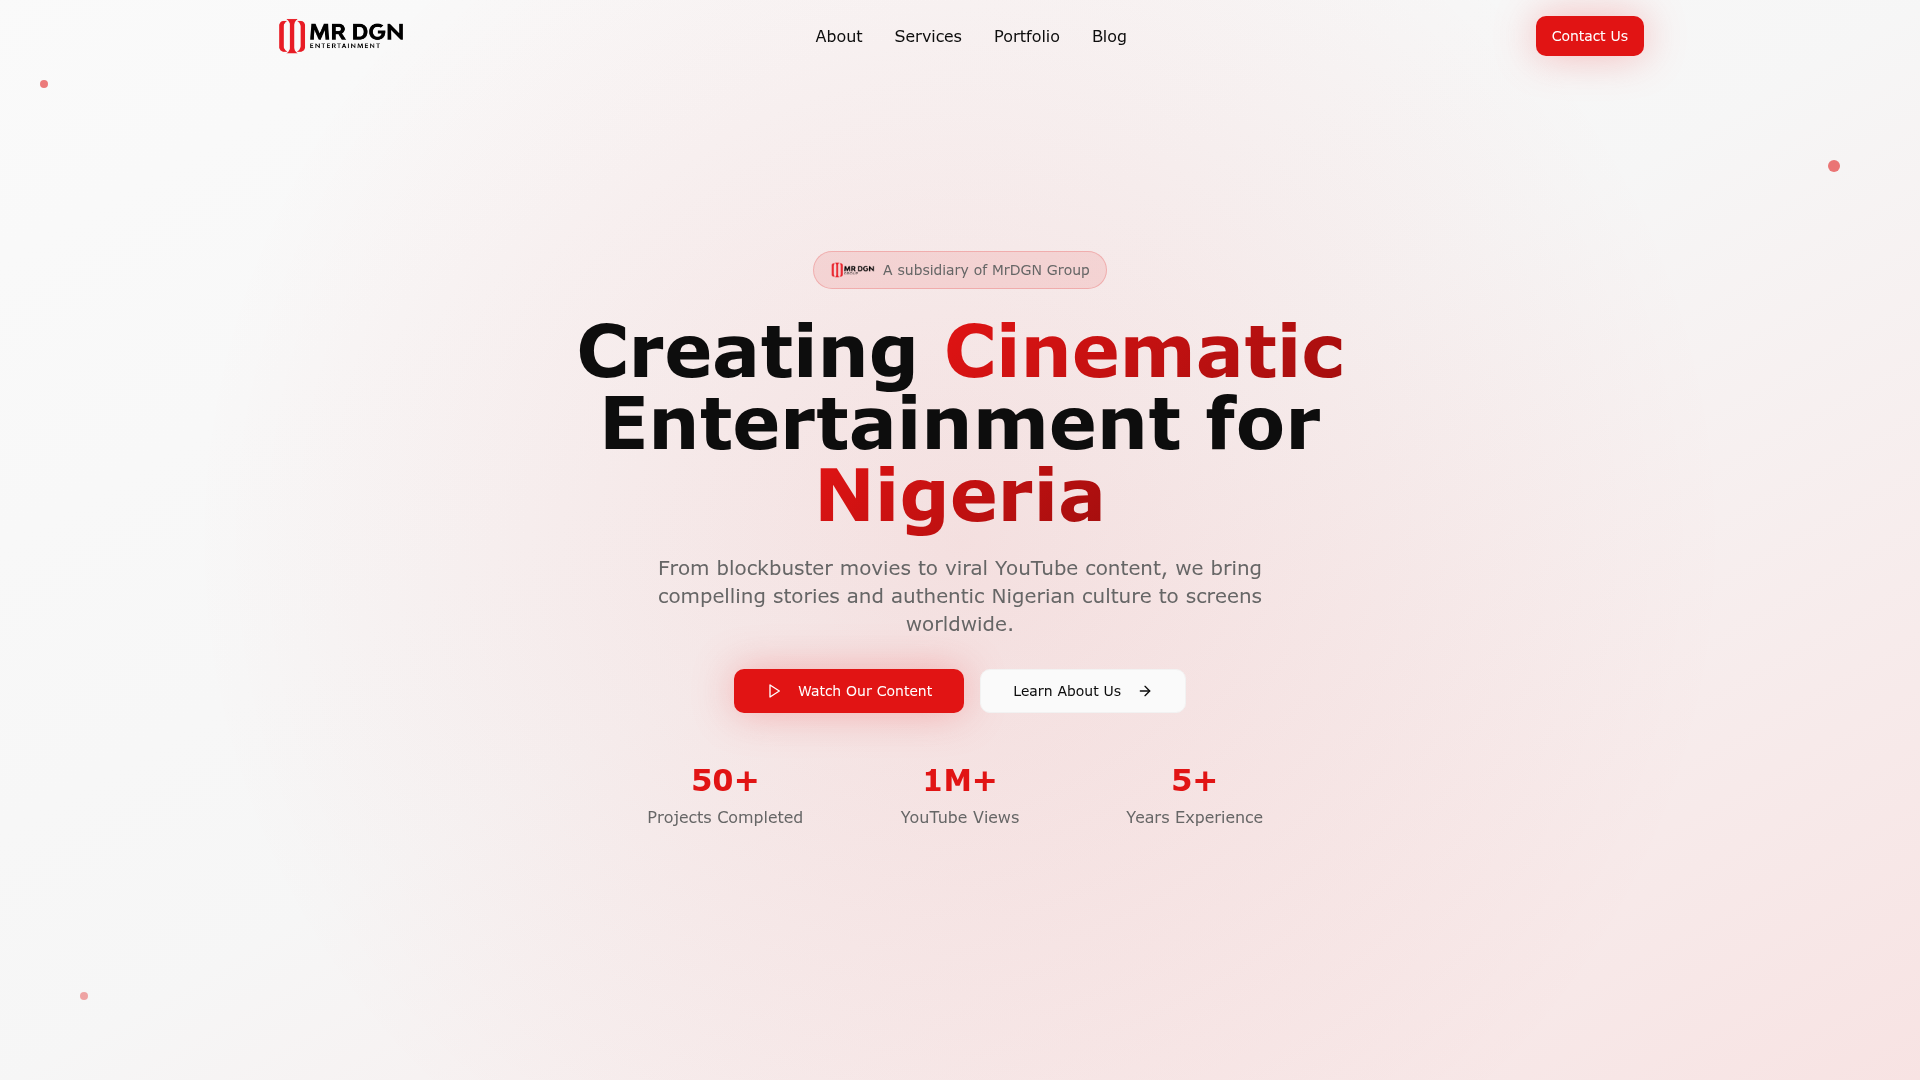 MR DGN
ENTERTAINMENT
About
Services
Portfolio
Blog
Contact Us
MR DGN
A subsidiary of MrDGN Group
Creating Cinematic
Entertainment for
Nigeria
From blockbuster movies to viral YouTube content, we bring
compelling stories and authentic Nigerian culture to screens
worldwide.
Watch Our Content
Learn About Us
50+
Projects Completed
1M+
YouTube Views
5+
Years Experience